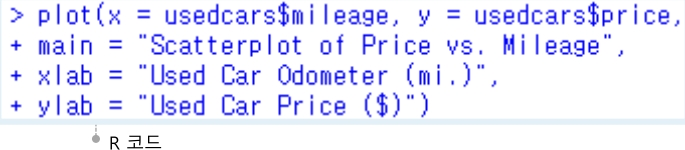 > plot(x = usedcars$mileage, y = usedcars$price,
+ main = "Scatterplot of Price vs. Mileage",
+ xlab = "Used Car Odometer (mi.)",
+ ylab = "Used Car Price ($)")
R 코드